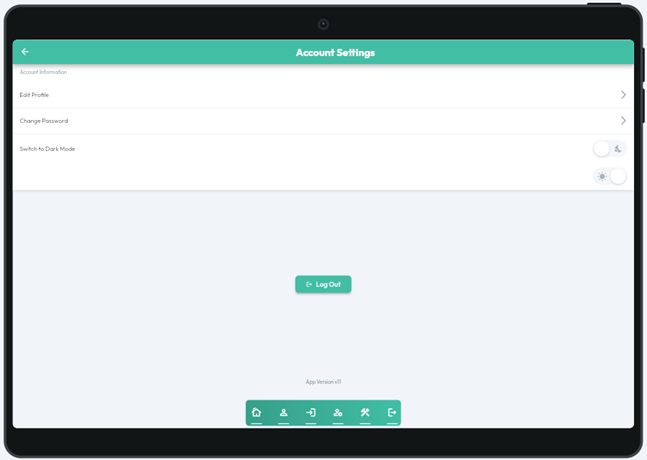 Account Settings
Account Information
Edit Profile
Change Password
Switch to Dark Mode
Log Out
App Version v11